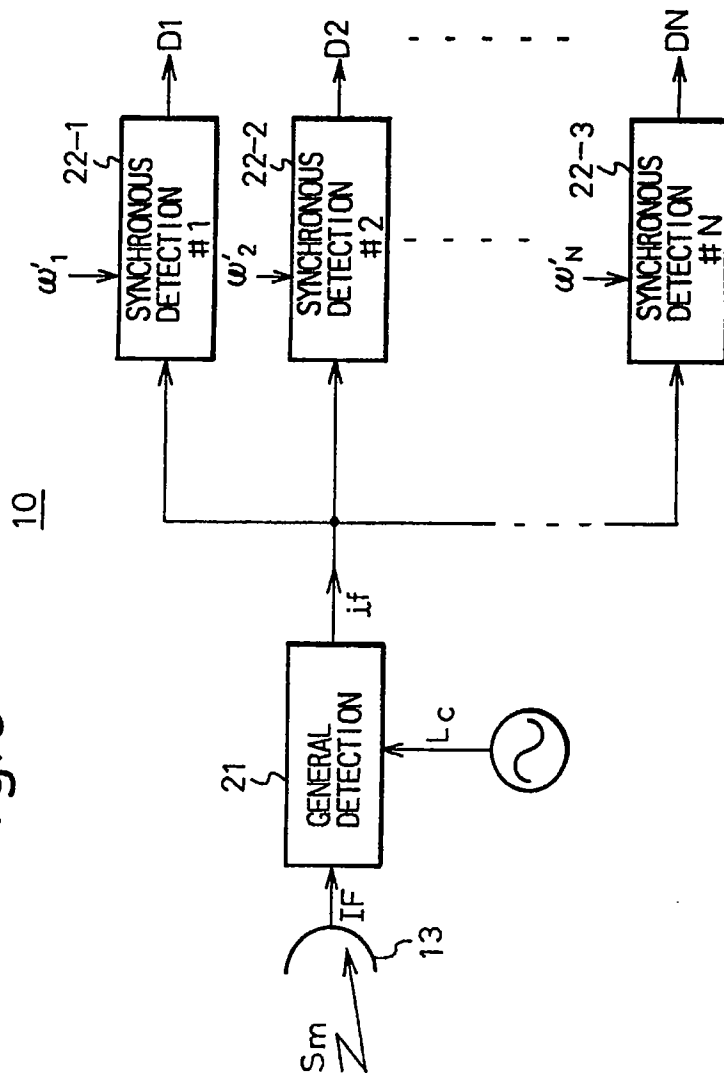 10
Sm
13
IF
21
GENERAL
DETECTION
Lc
if
ω'1
22-1
SYNCHRONOUS
DETECTION
#1
D1
ω'2
22-2
SYNCHRONOUS
DETECTION
#2
D2
ω'N
22-3
SYNCHRONOUS
DETECTION
#N
DN